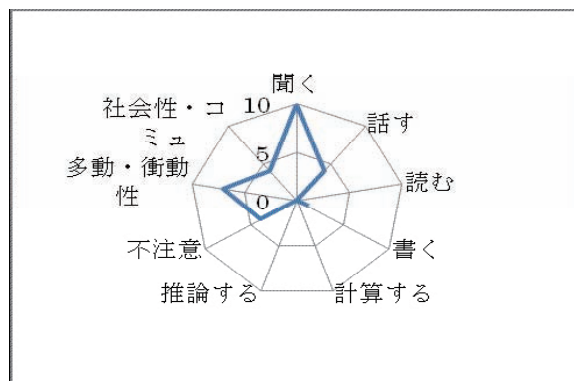 聞く
社会性・コ 10
ミュ
話す
多動・衝動 5
性
読む
0
不注意
書く
推論する
計算する